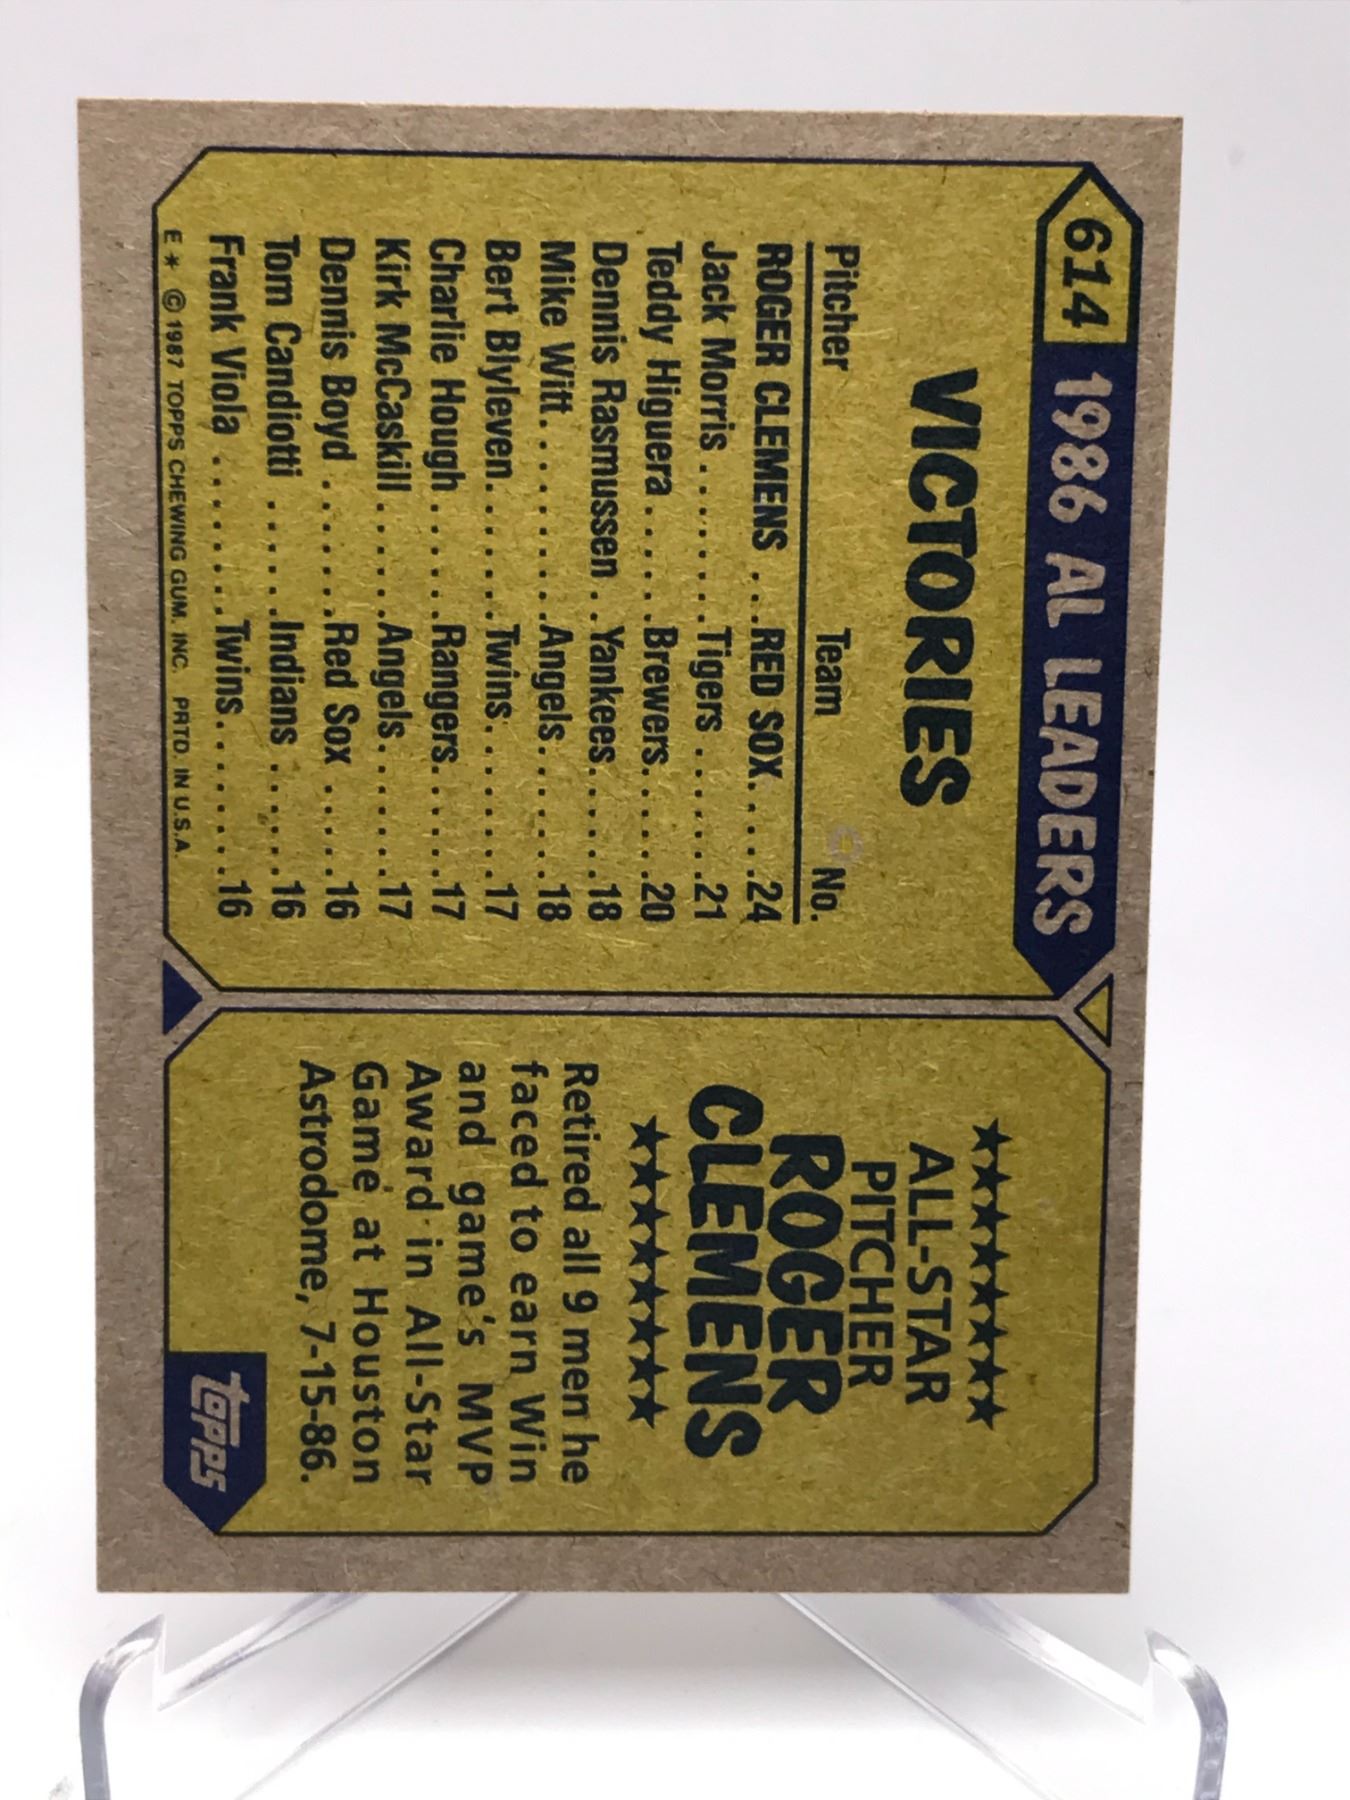 614 1986 AL LEADERS
VICTORIES
Pitcher Team No.
ROGER CLEMENS ...RED SOX.....24
Jack Morris.........Tigers.......21
Teddy Higuera......Brewers.....20
Dennis Rasmussen..Yankees......18
Mike Witt..........Angels.......18
Bert Blyleven.......Twins........17
Charlie Hough.......Rangers.....17
Kirk McCaskill......Angels.......17
Dennis Boyd........Red Sox......16
Tom Candiotti......Indians......16
Frank Viola........Twins........16
E * © 1987 TOPPS CHEWING GUM, INC. PRTD. IN U.S.A.
★★★★★★★
ALL-STAR
PITCHER
ROGER
CLEMENS
★★★★★★★
Retired all 9 men he
faced to earn Win
and game's MVP
Award in All-Star
Game at Houston
Astrodome, 7-15-86.
topps